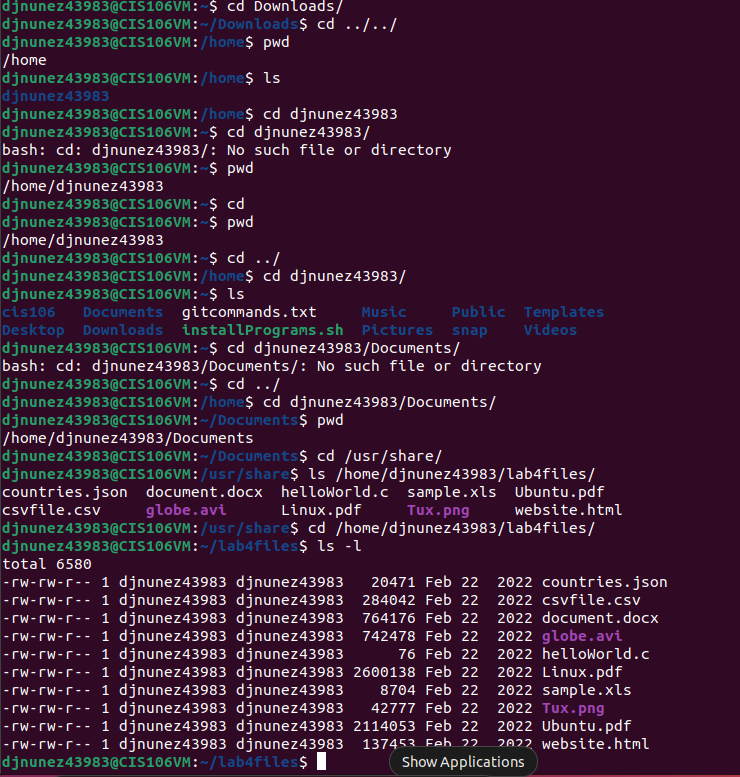 djnunez43983@CIS106VM:~$ cd Downloads/
djnunez43983@CIS106VM:~/Downloads$ cd ../../
djnunez43983@CIS106VM:/home$ pwd
/home
djnunez43983@CIS106VM:/home$ ls
djnunez43983
djnunez43983@CIS106VM:/home$ cd djnunez43983
djnunez43983@CIS106VM:~$ cd djnunez43983/
bash: cd: djnunez43983/: No such file or directory
djnunez43983@CIS106VM:~$ pwd
/home/djnunez43983
djnunez43983@CIS106VM:~$ cd
djnunez43983@CIS106VM:~$ pwd
/home/djnunez43983
djnunez43983@CIS106VM:~$ cd ../
djnunez43983@CIS106VM:/home$ cd djnunez43983/
djnunez43983@CIS106VM:~$ ls
cis106   Documents  gitcommands.txt     Music     Public  Templates
Desktop  Downloads  installPrograms.sh  Pictures  snap    Videos
djnunez43983@CIS106VM:~$ cd djnunez43983/Documents/
bash: cd: djnunez43983/Documents/: No such file or directory
djnunez43983@CIS106VM:~$ cd ../
djnunez43983@CIS106VM:/home$ cd djnunez43983/Documents/
djnunez43983@CIS106VM:~/Documents$ pwd
/home/djnunez43983/Documents
djnunez43983@CIS106VM:~/Documents$ cd /usr/share/
djnunez43983@CIS106VM:/usr/share$ ls /home/djnunez43983/lab4files/
countries.json  document.docx  helloWorld.c  sample.xls  Ubuntu.pdf
csvfile.csv     globe.avi      Linux.pdf     Tux.png     website.html
djnunez43983@CIS106VM:/usr/share$ cd /home/djnunez43983/lab4files/
djnunez43983@CIS106VM:~/lab4files$ ls -l
total 6580
-rw-rw-r-- 1 djnunez43983 djnunez43983   20471 Feb 22  2022 countries.json
-rw-rw-r-- 1 djnunez43983 djnunez43983  284042 Feb 22  2022 csvfile.csv
-rw-rw-r-- 1 djnunez43983 djnunez43983  764176 Feb 22  2022 document.docx
-rw-rw-r-- 1 djnunez43983 djnunez43983  742478 Feb 22  2022 globe.avi
-rw-rw-r-- 1 djnunez43983 djnunez43983      76 Feb 22  2022 helloWorld.c
-rw-rw-r-- 1 djnunez43983 djnunez43983 2600138 Feb 22  2022 Linux.pdf
-rw-rw-r-- 1 djnunez43983 djnunez43983    8704 Feb 22  2022 sample.xls
-rw-rw-r-- 1 djnunez43983 djnunez43983   42777 Feb 22  2022 Tux.png
-rw-rw-r-- 1 djnunez43983 djnunez43983 2114053 Feb 22  2022 Ubuntu.pdf
-rw-rw-r-- 1 djnunez43983 djnunez43983  137453 Feb 22  2022 website.html
djnunez43983@CIS106VM:~/lab4files$
Show Applications